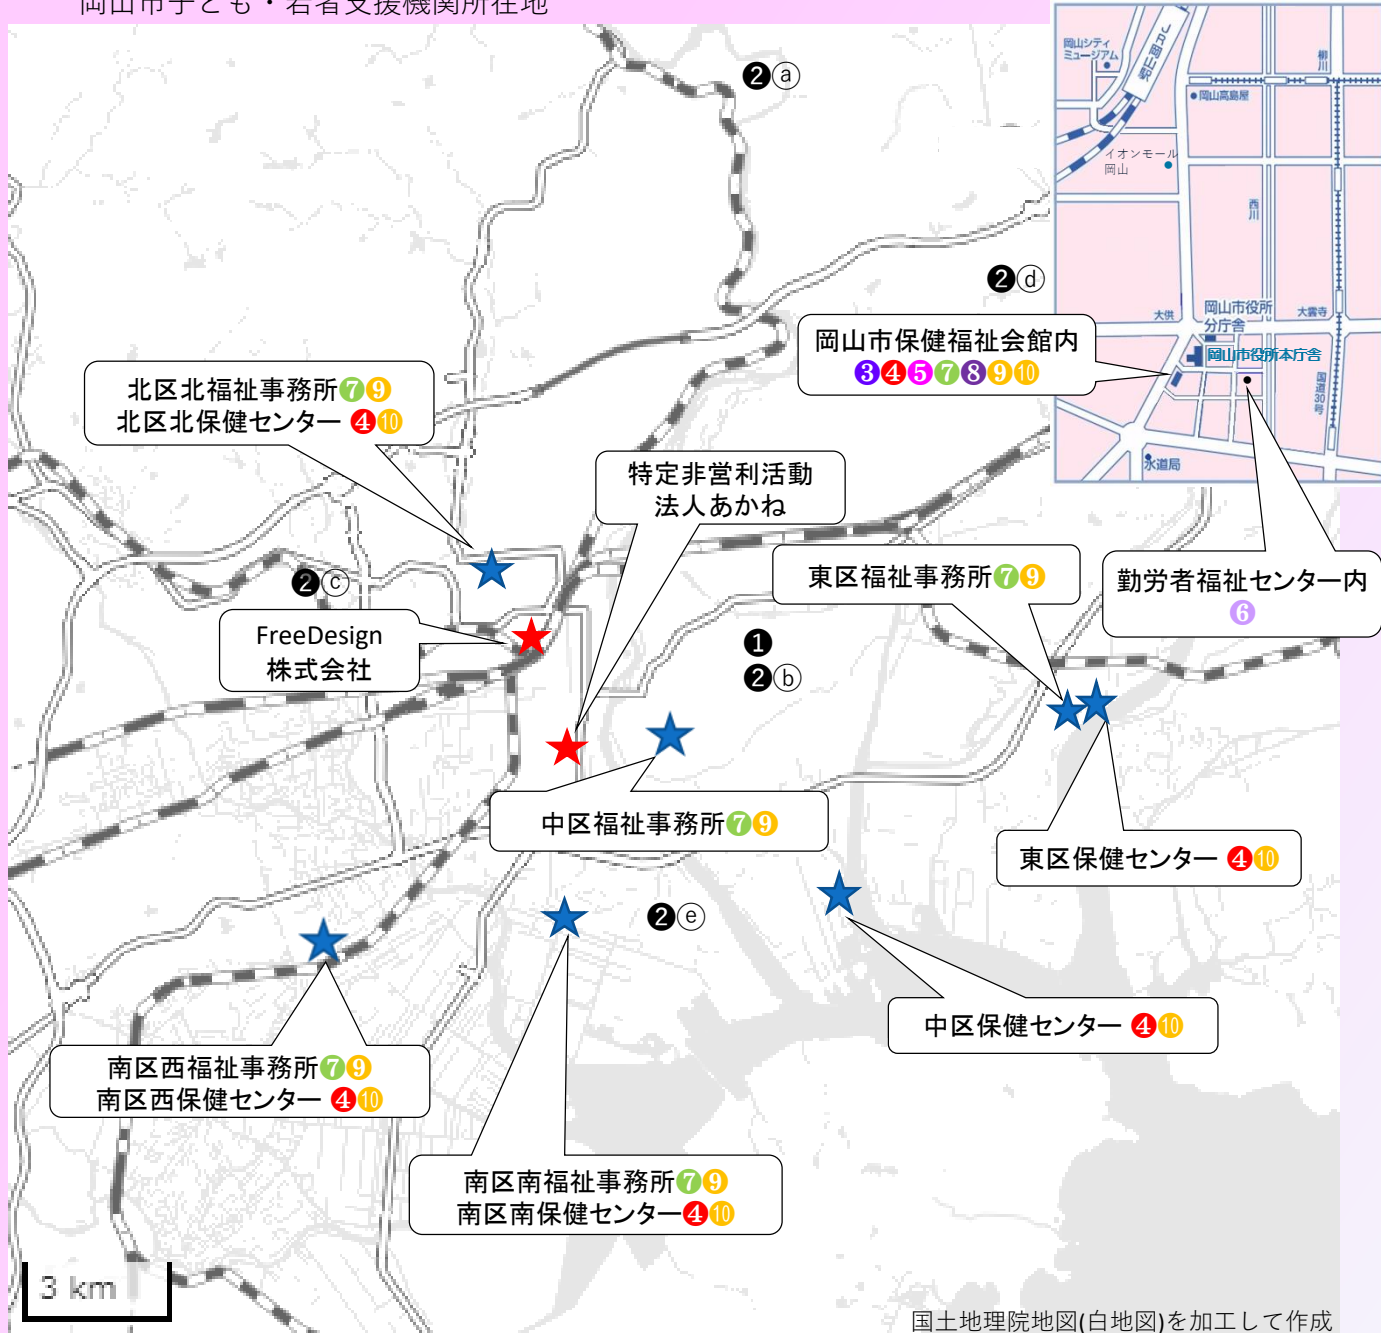 岡山市子ども・若者支援機関所在地
❷ⓐ
❷ⓓ
岡山シティ
ミュージアム
JR岡山駅
柳川
岡山高島屋
イオンモール
岡山
西川
大供
岡山市役所
分庁舎
大雲寺
岡山市役所本庁舎
国道30号
水道局
岡山市保健福祉会館内
❸❹❺❼❽❾❿
北区北福祉事務所❼❾
北区北保健センター ❹❿
特定非営利活動
法人あかね
東区福祉事務所❼❾
勤労者福祉センター内
❻
❷ⓒ
FreeDesign
株式会社
❶
❷ⓑ
中区福祉事務所❼❾
東区保健センター ❹❿
❷ⓔ
中区保健センター ❹❿
南区西福祉事務所❼❾
南区西保健センター ❹❿
南区南福祉事務所❼❾
南区南保健センター❹❿
3 km
国土地理院地図(白地図)を加工して作成